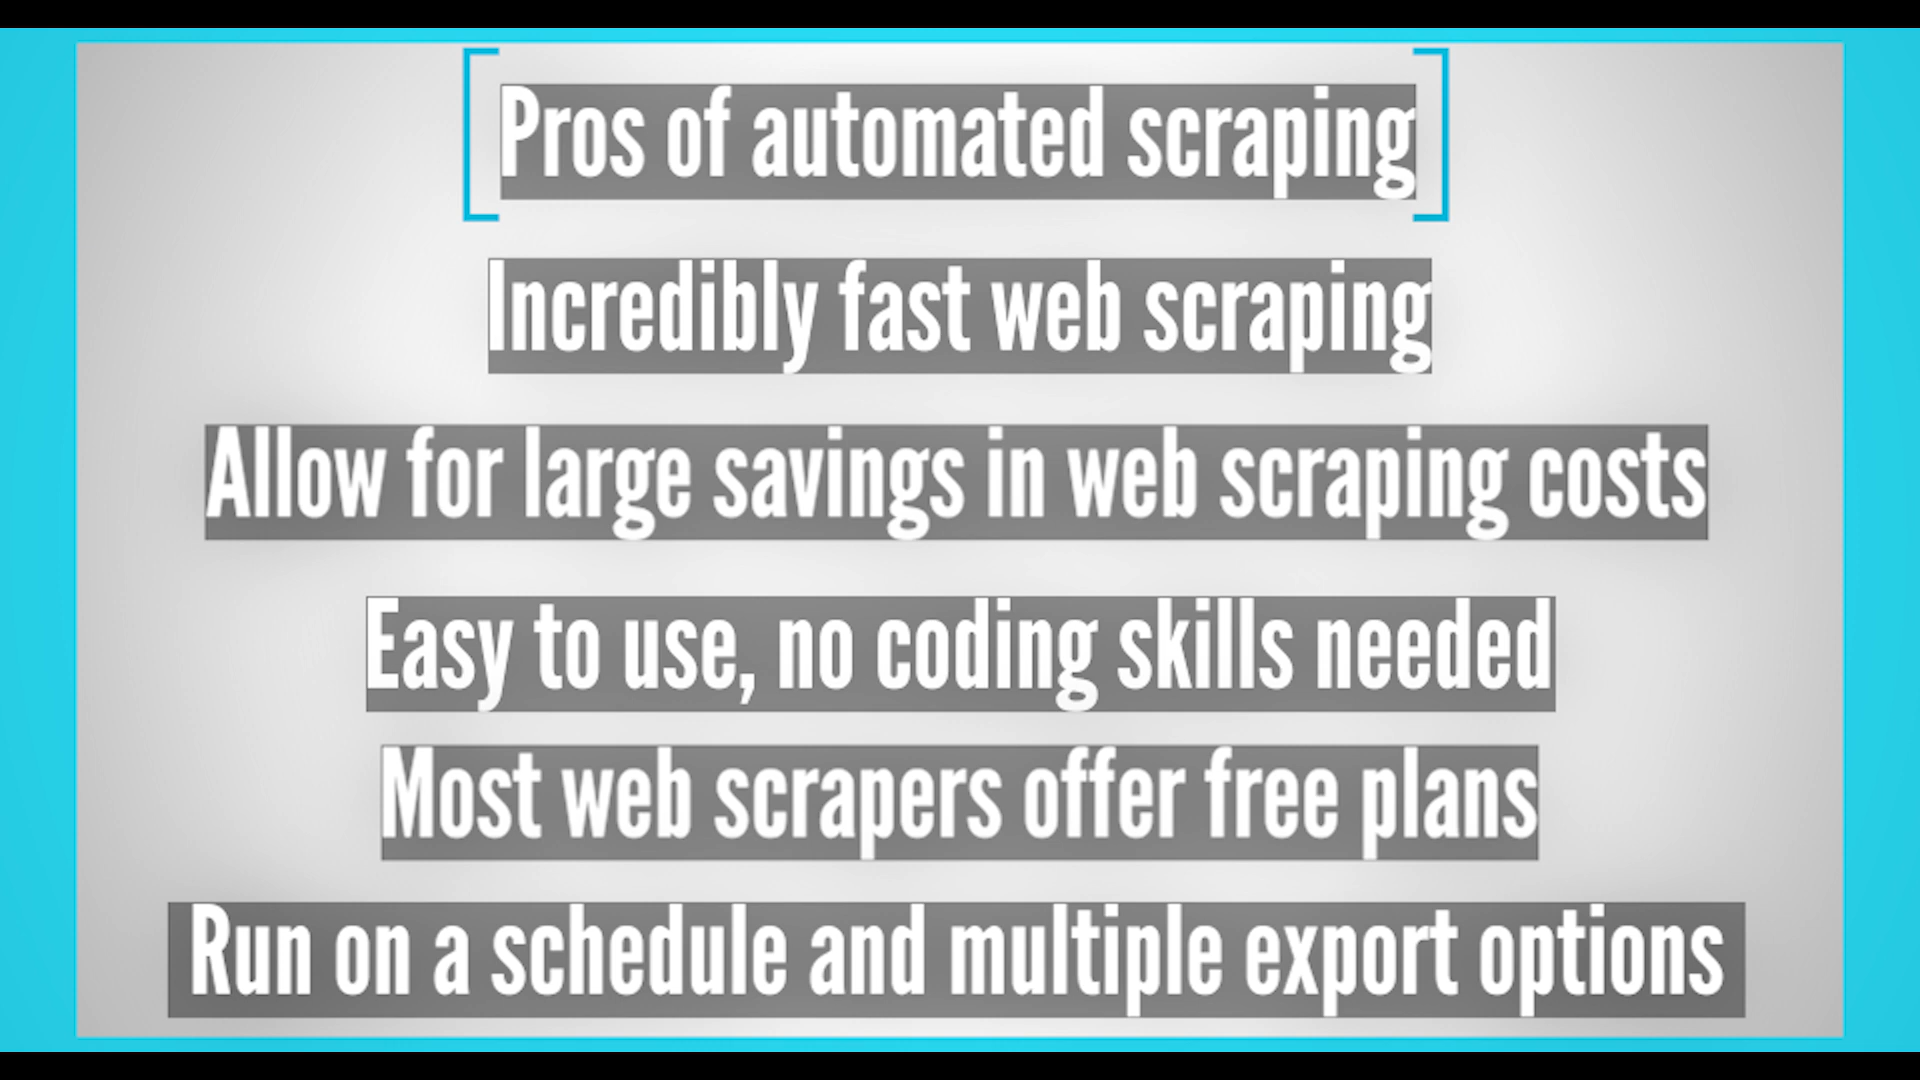 Pros of automated scraping
Incredibly fast web scraping
Allow for large savings in web scraping costs
Easy to use, no coding skills needed
Most web scrapers offer free plans
Run on a schedule and multiple export options